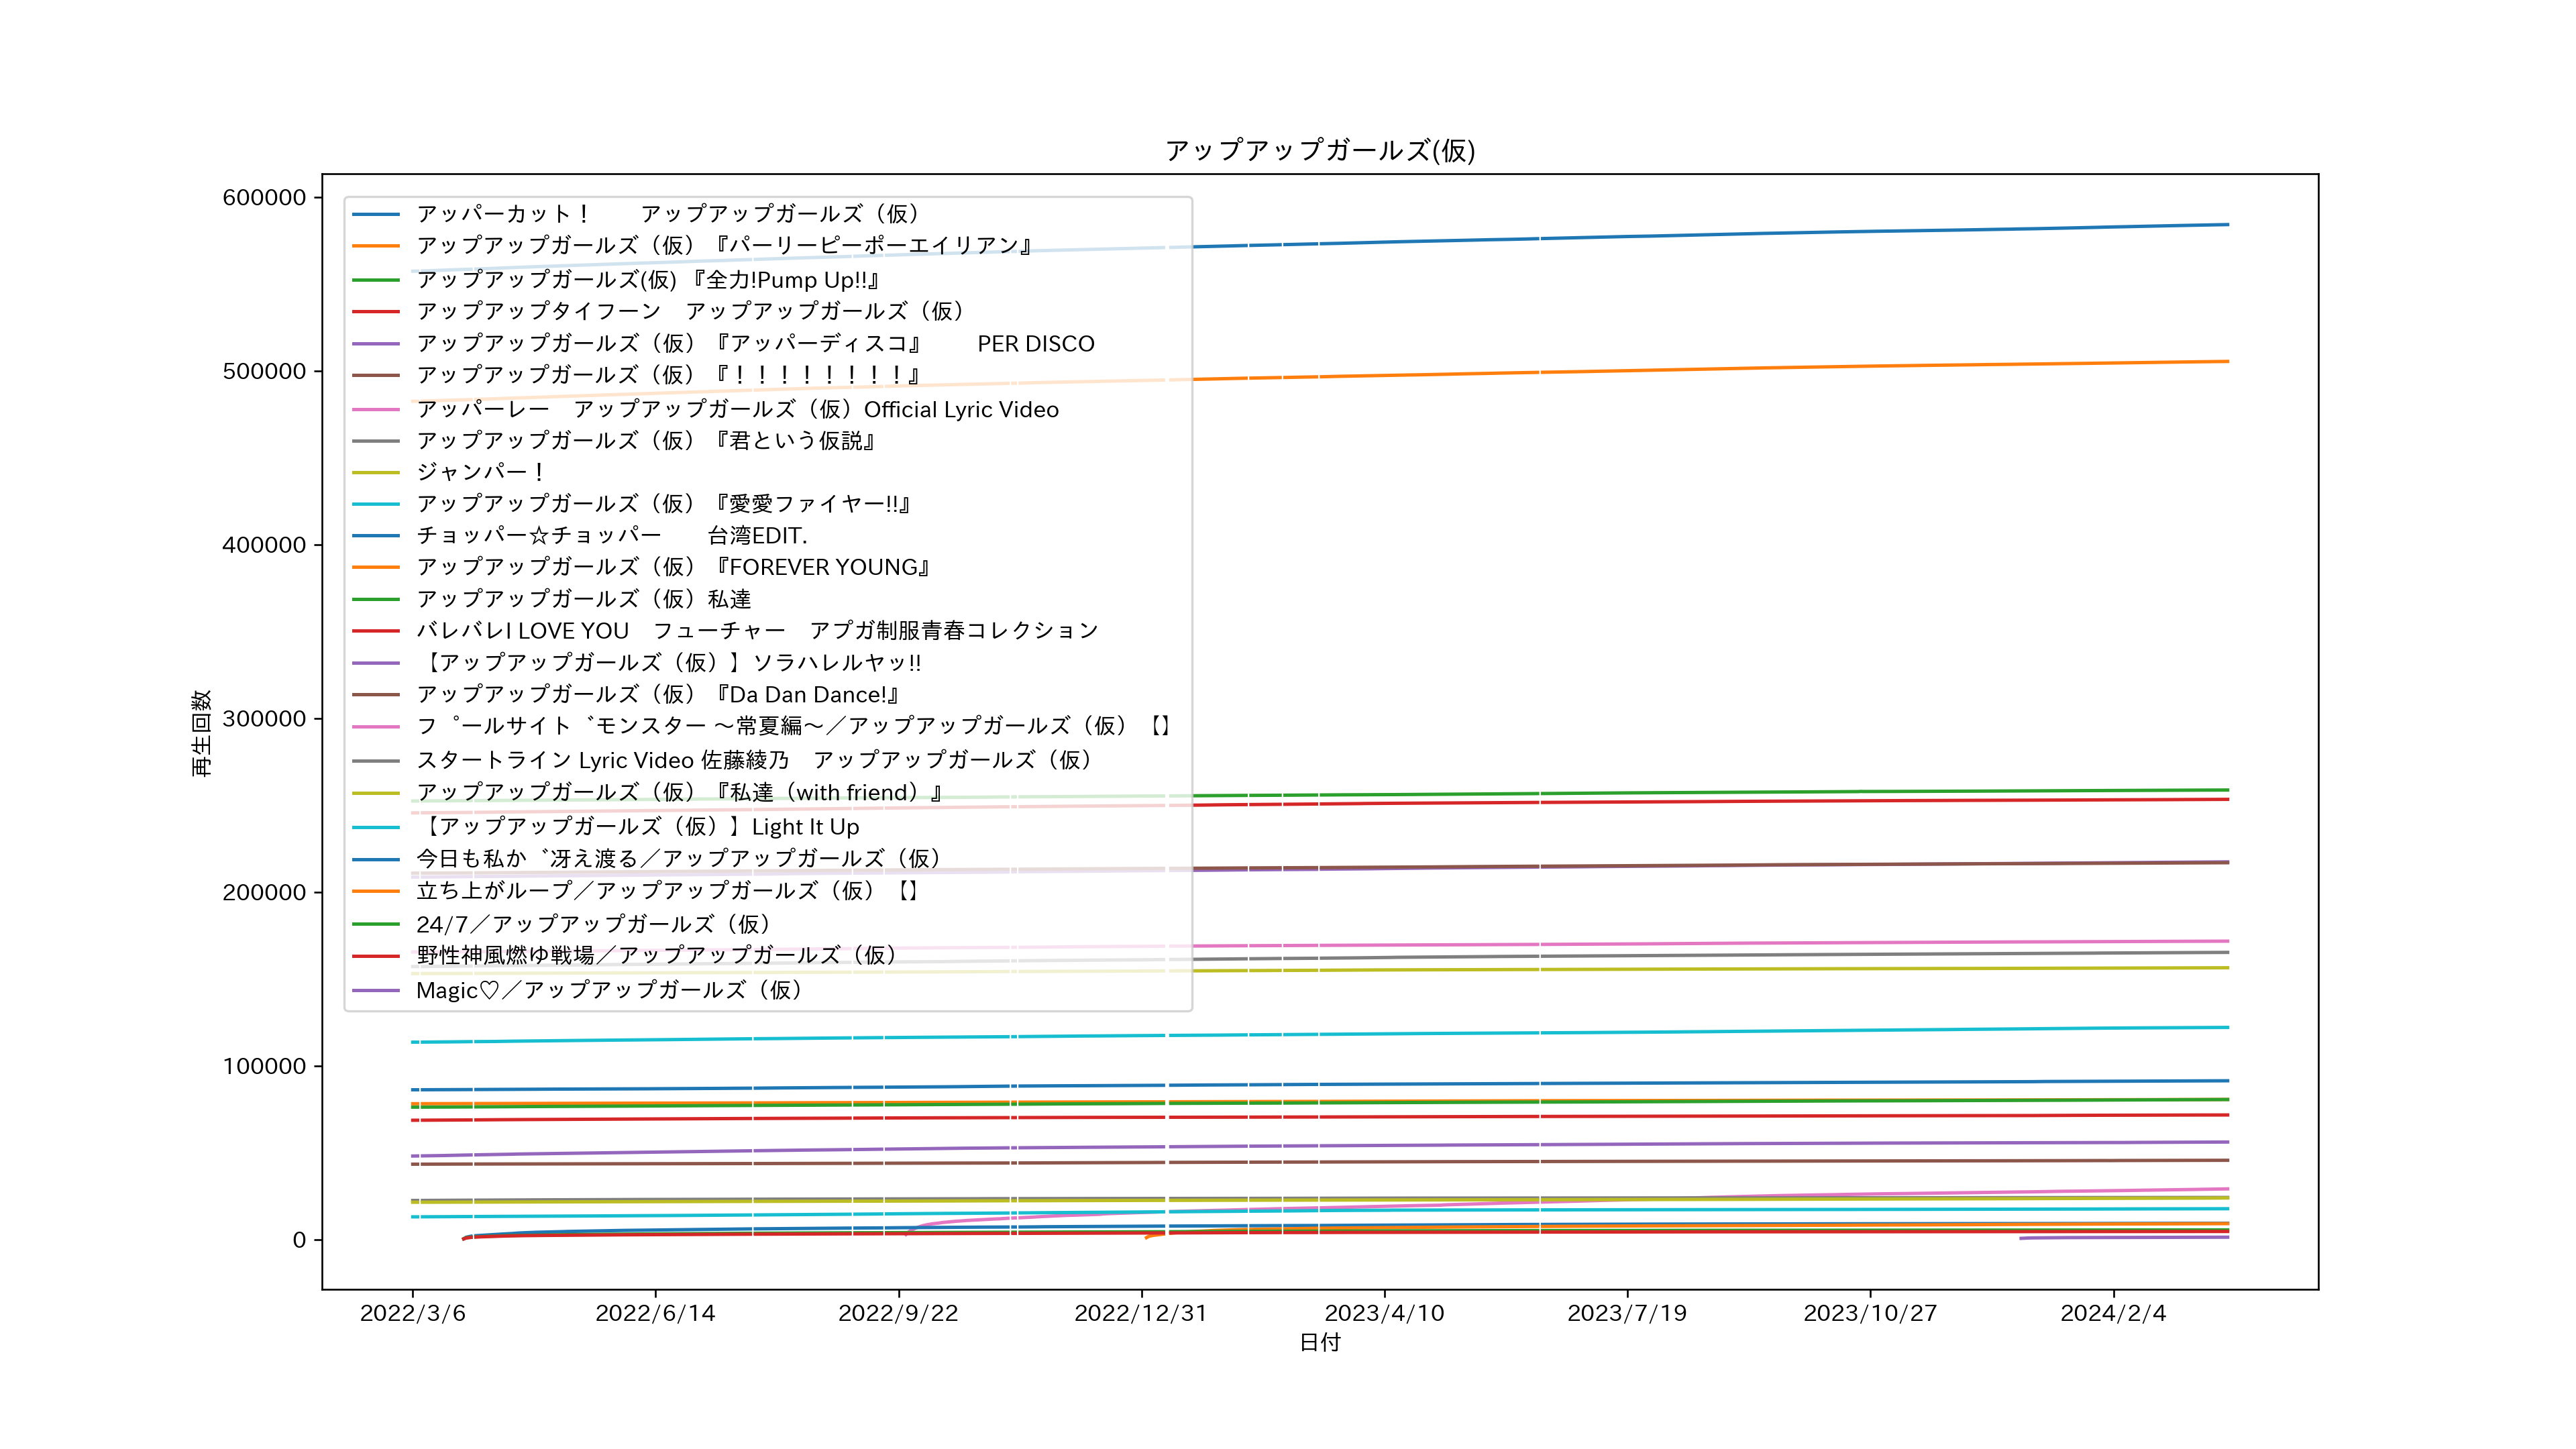 アップアップガールズ(仮)
600000
500000
400000
300000
200000
100000
0
再生回数
アッパーカット！　　アップアップガールズ（仮）
アップアップガールズ（仮）『パーリーピーポーエイリアン』
アップアップガールズ(仮) 『全力!Pump Up!!』
アップアップタイフーン　アップアップガールズ（仮）
アップアップガールズ（仮）『アッパーディスコ』　　PER DISCO
アップアップガールズ（仮）『！！！！！！！！』
アッパーレー　アップアップガールズ（仮）Official Lyric Video
アップアップガールズ（仮）『君という仮説』
ジャンパー！
アップアップガールズ（仮）『愛愛ファイヤー!!』
チョッパー☆チョッパー　　台湾EDIT.
アップアップガールズ（仮）『FOREVER YOUNG』
アップアップガールズ（仮）私達
バレバレI LOVE YOU　フューチャー　アプガ制服青春コレクション
【アップアップガールズ（仮）】ソラハレルヤッ!!
アップアップガールズ（仮）『Da Dan Dance!』
フ゜ールサイト゛モンスター ～常夏編～／アップアップガールズ（仮）【】
スタートライン Lyric Video 佐藤綾乃　アップアップガールズ（仮）
アップアップガールズ（仮）『私達（with friend）』
【アップアップガールズ（仮）】Light It Up
今日も私か゛冴え渡る／アップアップガールズ（仮）
立ち上がループ／アップアップガールズ（仮）【】
24/7／アップアップガールズ（仮）
野性神風燃ゆ戦場／アップアップガールズ（仮）
Magic♡／アップアップガールズ（仮）
2022/3/6 2022/6/14 2022/9/22 2022/12/31 2023/4/10 2023/7/19 2023/10/27 2024/2/4
日付